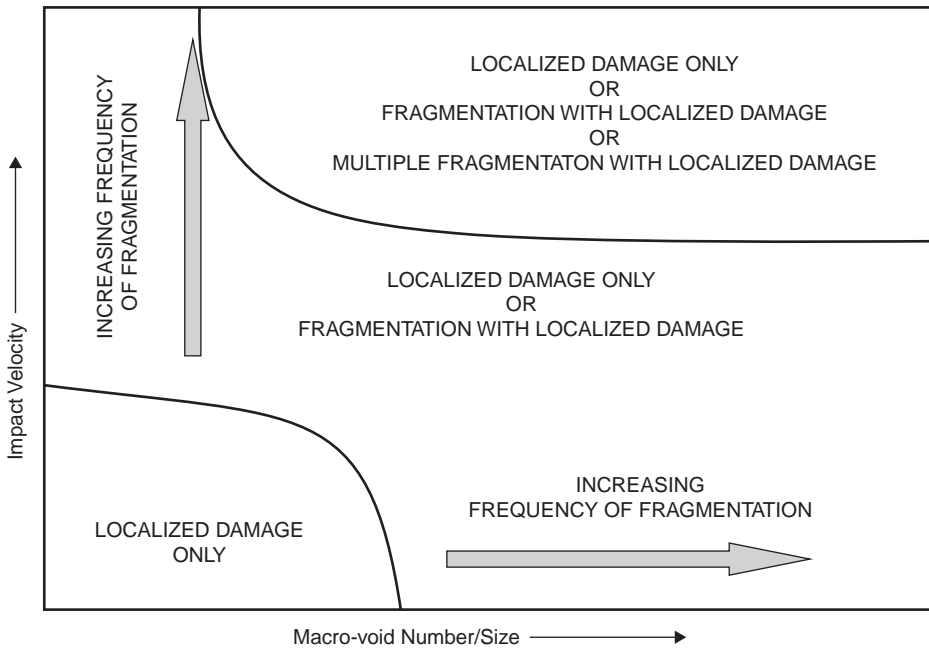 INCREASING FREQUENCY
OF FRAGMENTATION
LOCALIZED DAMAGE ONLY
OR
FRAGMENTATION WITH LOCALIZED DAMAGE
OR
MULTIPLE FRAGMENTATON WITH LOCALIZED DAMAGE
LOCALIZED DAMAGE ONLY
OR
FRAGMENTATION WITH LOCALIZED DAMAGE
Impact Velocity
LOCALIZED DAMAGE
ONLY
INCREASING
FREQUENCY OF FRAGMENTATION
Macro-void Number/Size